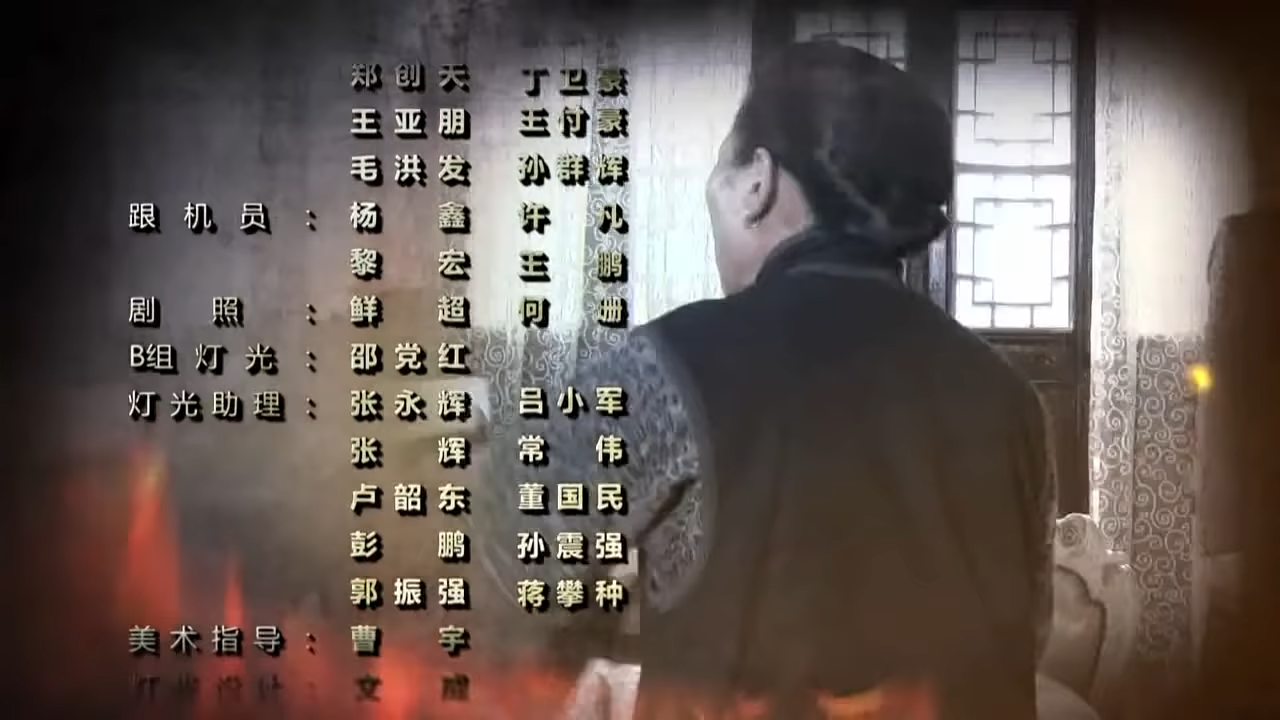 郑创天 丁卫豪
王亚朋 王付豪
毛洪发 孙群辉
跟机员： 杨鑫 许凡
黎宏 王鹏
剧照： 鲜超 何珊
B组灯光： 邵党红
灯光助理： 张永辉 吕小军
张辉 常伟
卢韶东 董国民
彭鹏 孙震强
郭振强 蒋攀种
美术指导： 曹宇